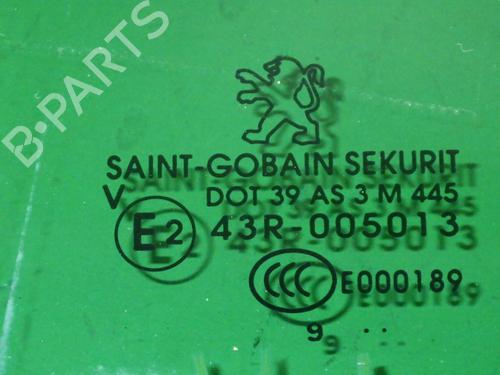 B-PARTS
SAINT-GOBAIN SEKURIT
V DOT 39 AS 3 M 445
E2 43R-005013
CCC E000189
9 ..